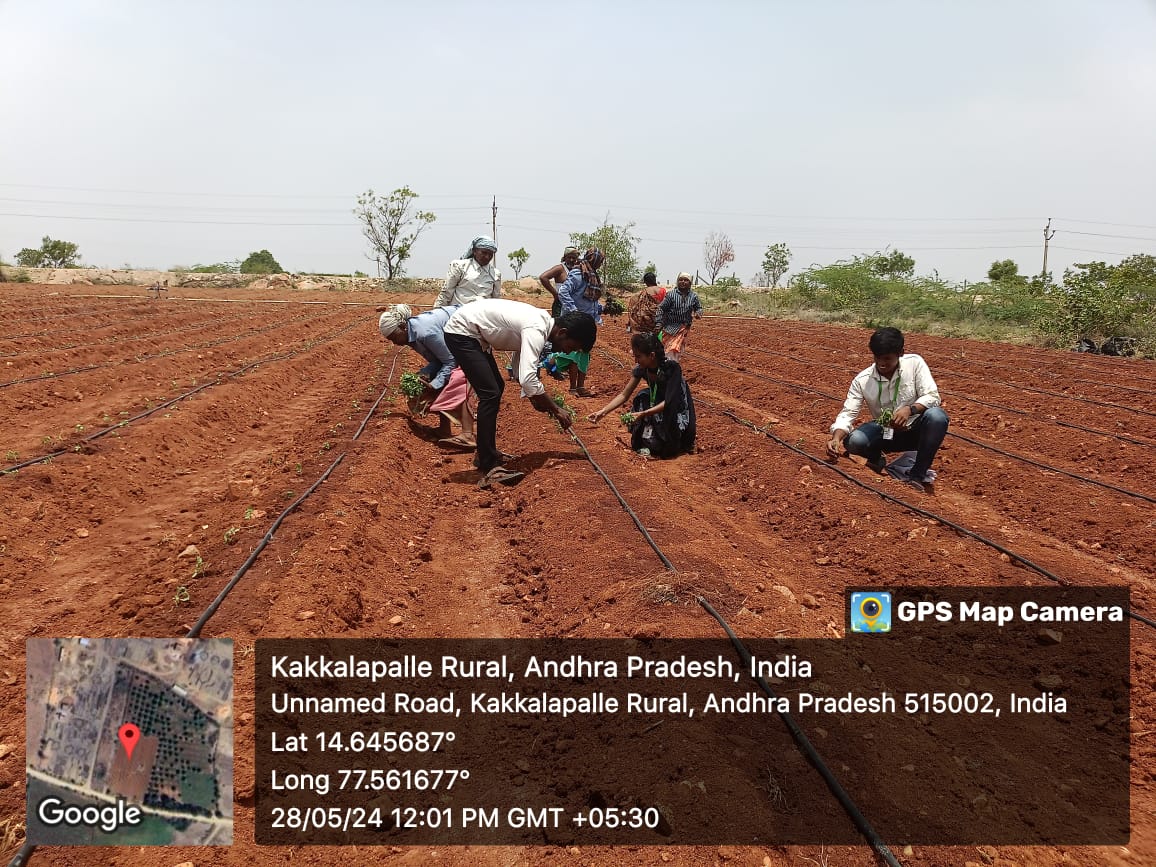 GPS Map Camera
Kakkalapalle Rural, Andhra Pradesh, India
Unnamed Road, Kakkalapalle Rural, Andhra Pradesh 515002, India
Lat 14.645687°
Long 77.561677°
28/05/24 12:01 PM GMT +05:30
Google